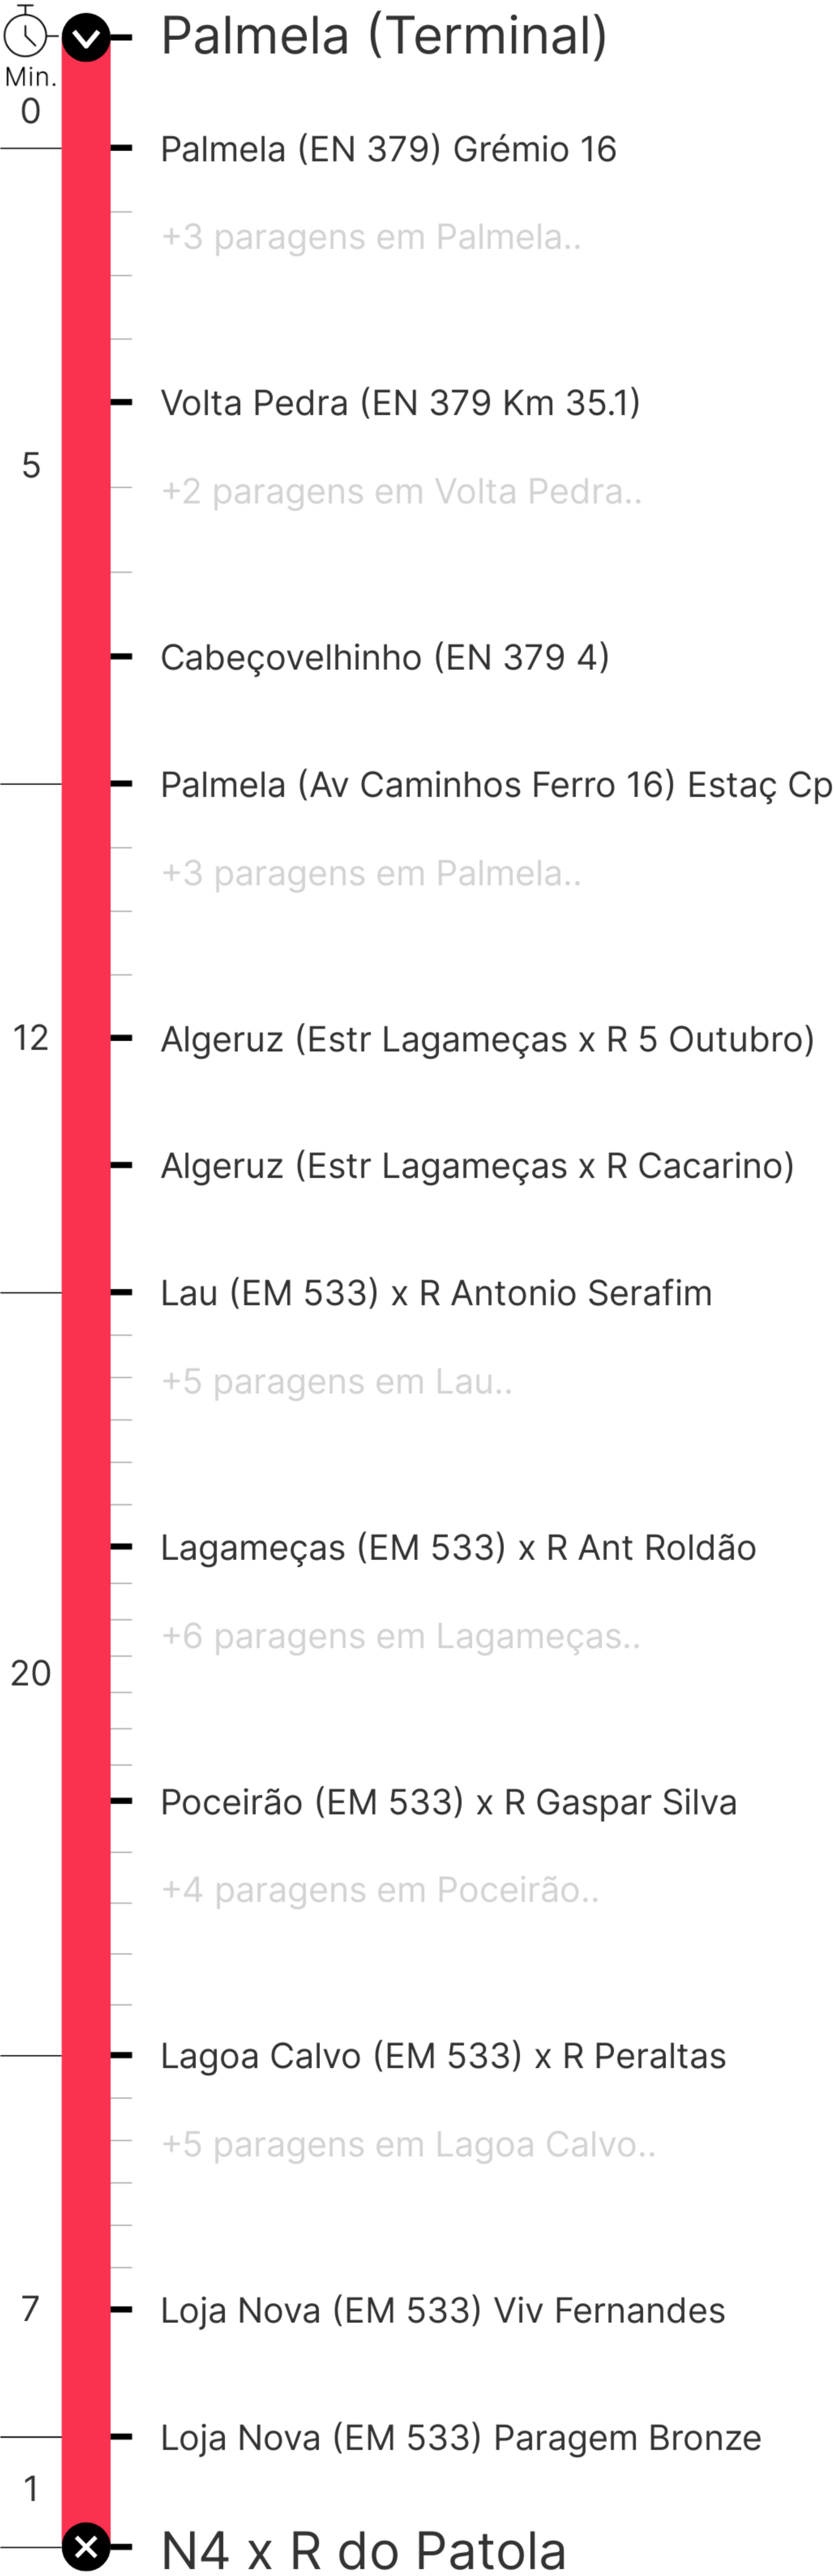 Palmela (Terminal)
Min.
0
Palmela (EN 379) Grémio 16
+3 paragens em Palmela..
Volta Pedra (EN 379 Km 35.1)
5
+2 paragens em Volta Pedra..
Cabeçovelhinho (EN 379 4)
Palmela (Av Caminhos Ferro 16) Estaç Cp
+3 paragens em Palmela..
12
Algeruz (Estr Lagameças x R 5 Outubro)
Algeruz (Estr Lagameças x R Cacarino)
Lau (EM 533) x R Antonio Serafim
+5 paragens em Lau..
Lagameças (EM 533) x R Ant Roldão
+6 paragens em Lagameças..
20
Poceirão (EM 533) x R Gaspar Silva
+4 paragens em Poceirão..
Lagoa Calvo (EM 533) x R Peraltas
+5 paragens em Lagoa Calvo..
7
Loja Nova (EM 533) Viv Fernandes
Loja Nova (EM 533) Paragem Bronze
1
N4 x R do Patola